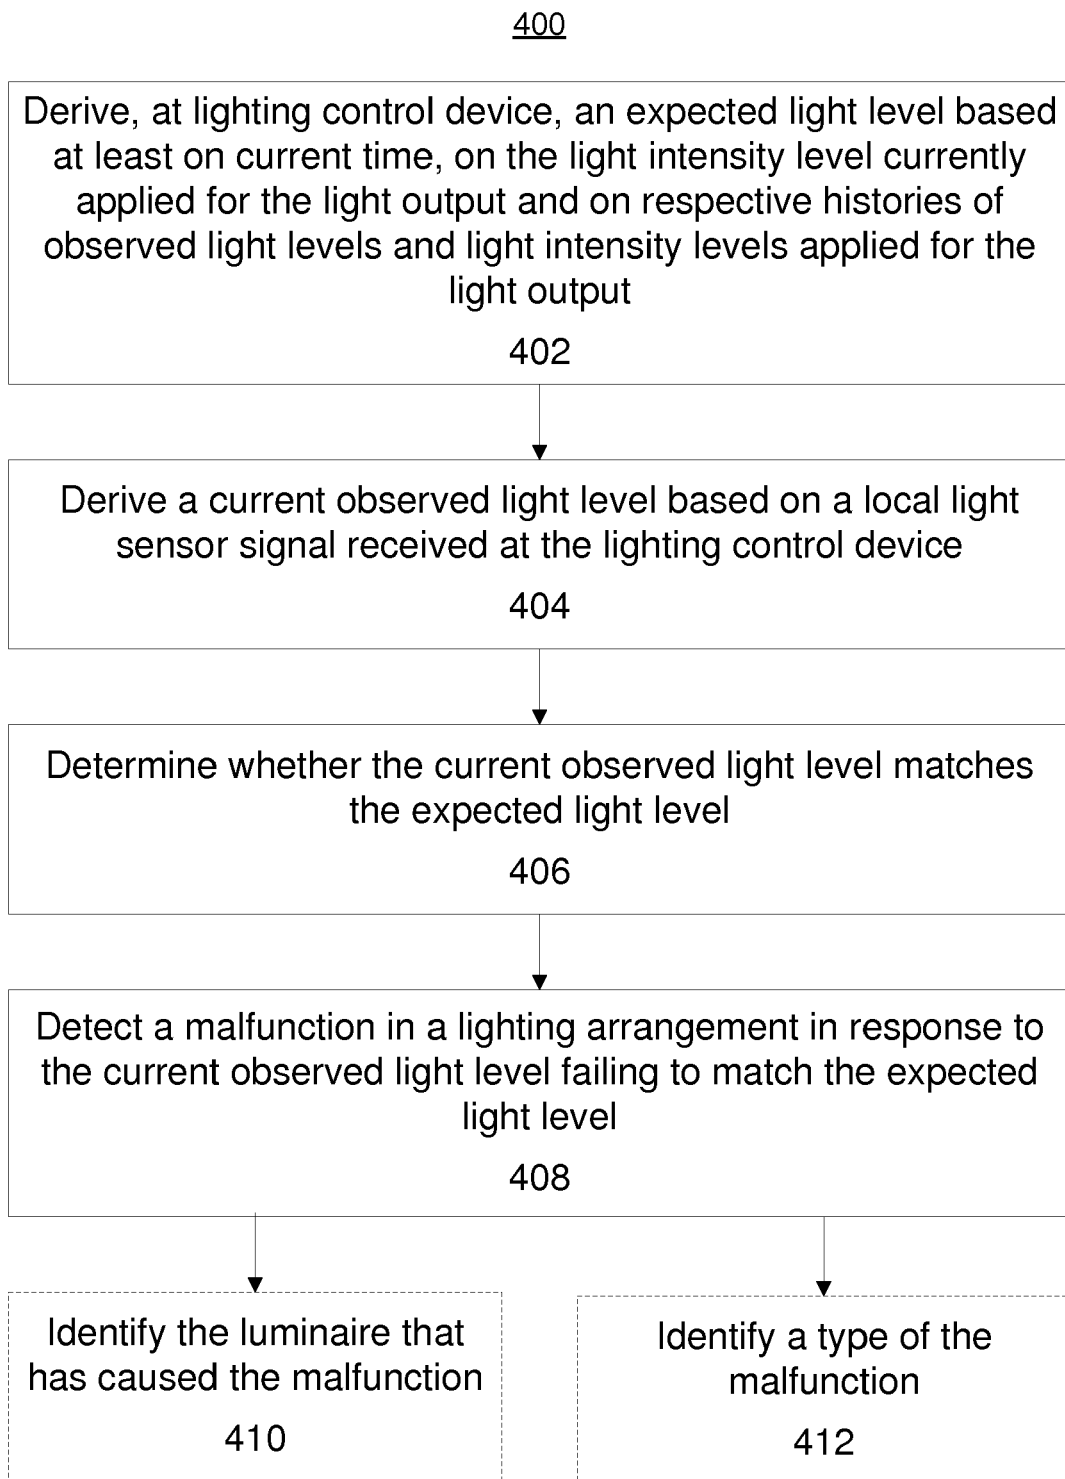 400
Derive, at lighting control device, an expected light level based
at least on current time, on the light intensity level currently
applied for the light output and on respective histories of
observed light levels and light intensity levels applied for the
light output
402
Derive a current observed light level based on a local light
sensor signal received at the lighting control device
404
Determine whether the current observed light level matches
the expected light level
406
Detect a malfunction in a lighting arrangement in response to
the current observed light level failing to match the expected
light level
408
Identify the luminaire that
has caused the malfunction
410
Identify a type of the
malfunction
412